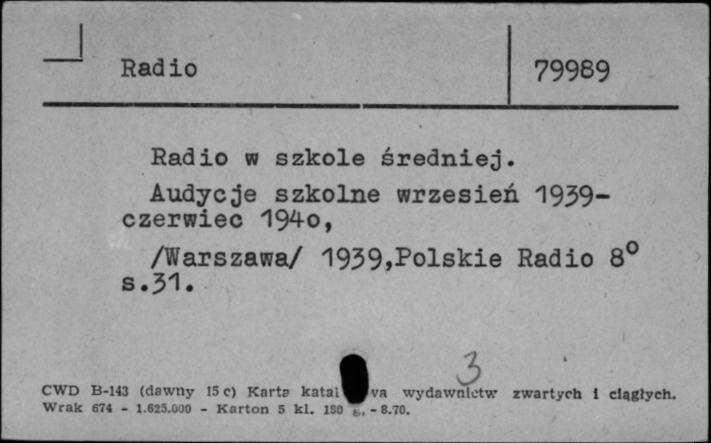 Radio 79989
Radio w szkole średniej.
Audycje szkolne wrzesień 1939-
czerwiec 194o,
/Warszawa/ 1939,Polskie Radio 8°
s.31.
3
CWD B-143 (dawny 15 c) Karta katal wa wydawnictw zwartych i ciągłych.
Wrak 674 - 1.625.000 - Karton 5 kl. 180 g. - 8.70.